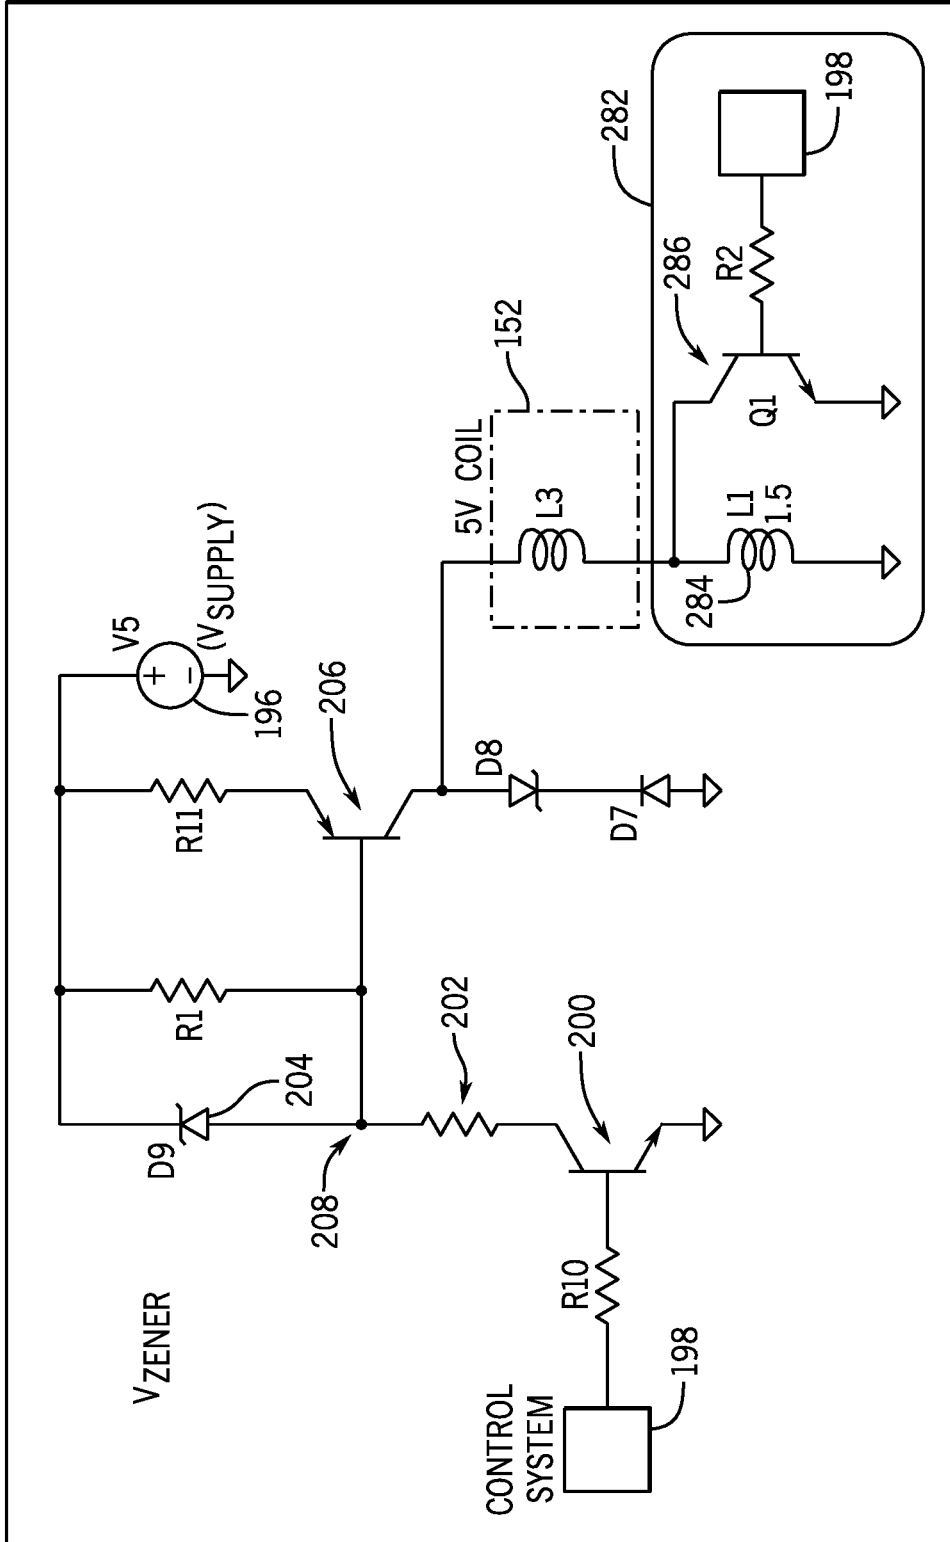 V5
(VSUPPLY)
196
R11
206
R1
D9
204
VZENER
208
202
200
R10
CONTROL
SYSTEM
198
D8
D7
5V COIL
152
L3
282
198
R2
286
Q1
L1
1.5
284
+
−